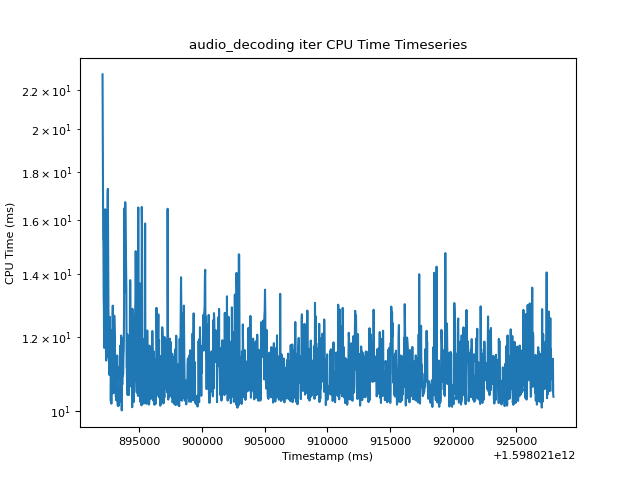 audio_decoding iter CPU Time Timeseries
2.2 × 10¹
2 × 10¹
1.8 × 10¹
1.6 × 10¹
1.4 × 10¹
1.2 × 10¹
10¹
CPU Time (ms)
895000 900000 905000 910000 915000 920000 925000
Timestamp (ms)
+1.598021e12